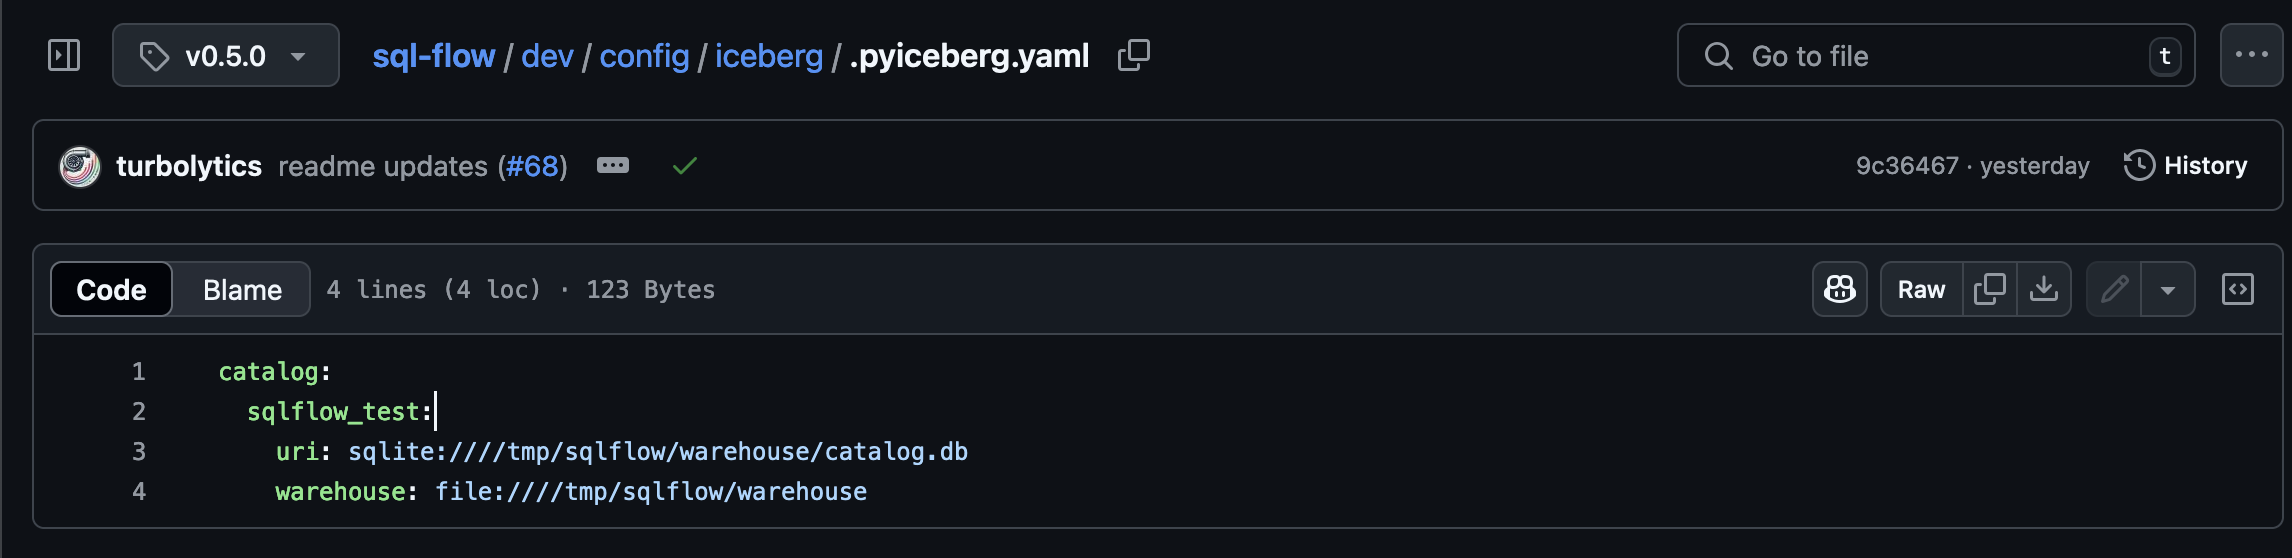 v0.5.0 sql-flow / dev / config / iceberg / .pyiceberg.yaml Go to file t
turbolytics readme updates (#68) 9c36467 · yesterday History
Code Blame 4 lines (4 loc) · 123 Bytes Raw
1 catalog:
2 sqlflow_test:
3 uri: sqlite:////tmp/sqlflow/warehouse/catalog.db
4 warehouse: file:////tmp/sqlflow/warehouse